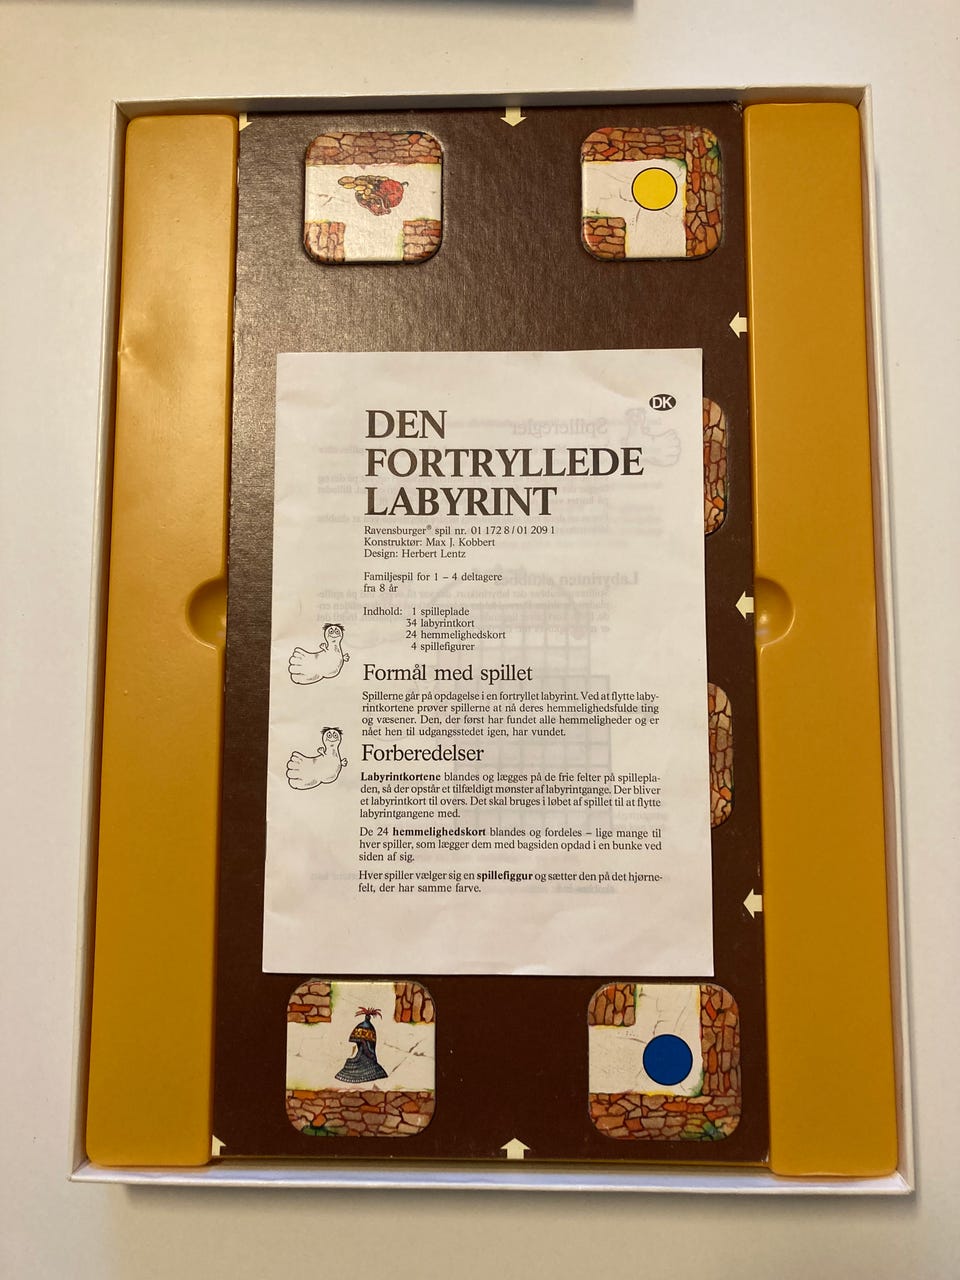 DK
DEN
FORTRYLLEDE
LABYRINT
Ravensburger® spil nr. 01 172 8 / 01 209 1
Konstruktør: Max J. Kobbert
Design: Herbert Lentz
Familjespil for 1 – 4 deltagere
fra 8 år
Indhold: 1 spilleplade
34 labyrintkort
24 hemmelighedskort
4 spillefigurer
Formål med spillet
Spillerne går på opdagelse i en fortryllet labyrint. Ved at flytte laby-
rintkortene prøver spillerne at nå deres hemmelighedsfulde ting
og væsener. Den, der først har fundet alle hemmeligheder og er
nået hen til udgangsstedet igen, har vundet.
Forberedelser
Labyrintkortene blandes og lægges på de frie felter på spillepla-
den, så der opstår et tilfældigt mønster af labyrintgange. Der bliver
et labyrintkort til overs. Det skal bruges i løbet af spillet til at flytte
labyrintgangene med.
De 24 hemmelighedskort blandes og fordeles – lige mange til
hver spiller, som lægger dem med bagsiden opad i en bunke ved
siden af sig.
Hver spiller vælger sig en spillefiggur og sætter den på det hjørne-
felt, der har samme farve.